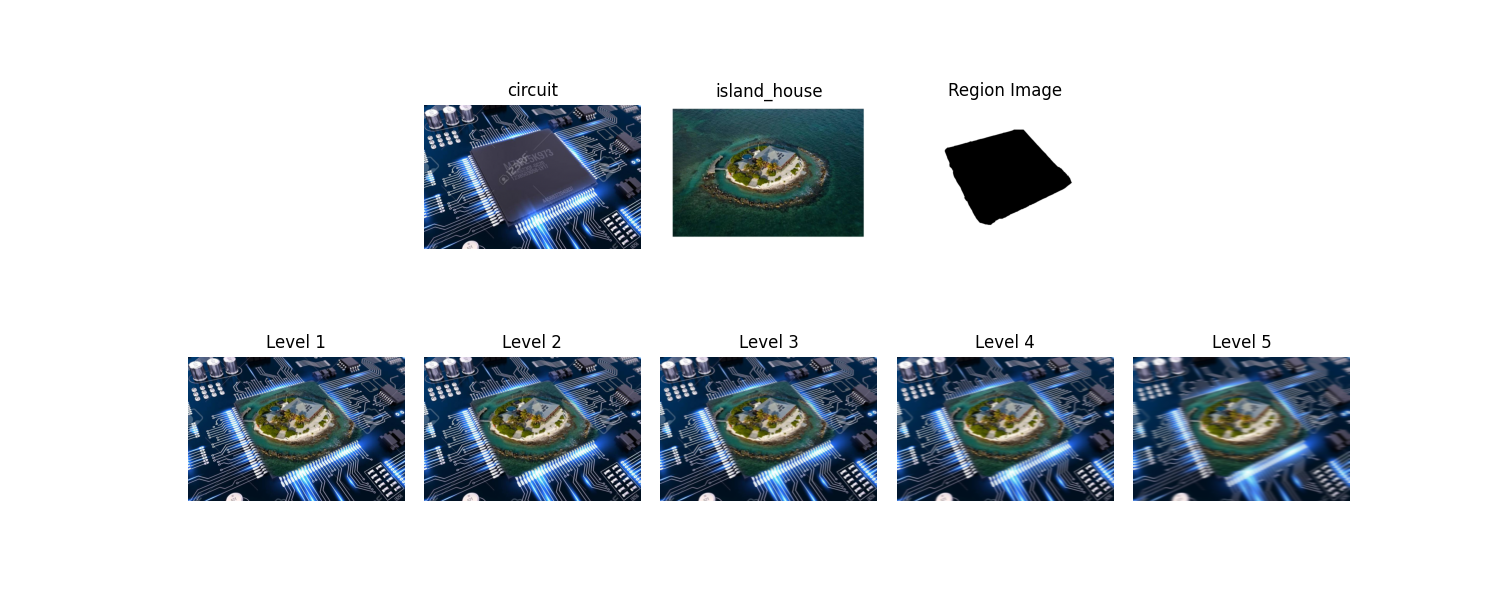 circuit
island_house
Region Image
Level 1
Level 2
Level 3
Level 4
Level 5